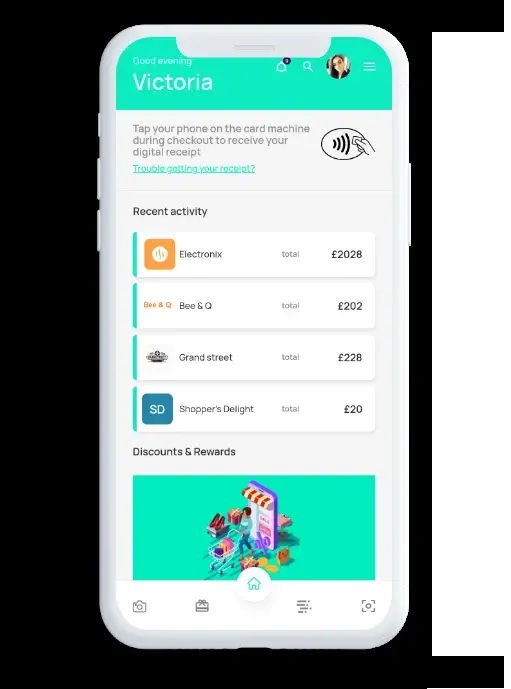 Good evening
Victoria
Tap your phone on the card machine
during checkout to receive your
digital receipt
Trouble getting your receipt?
Recent activity
Electronix total £2028
Bee & Q Bee & Q total £202
Grand street total £228
SD Shopper's Delight total £20
Discounts & Rewards